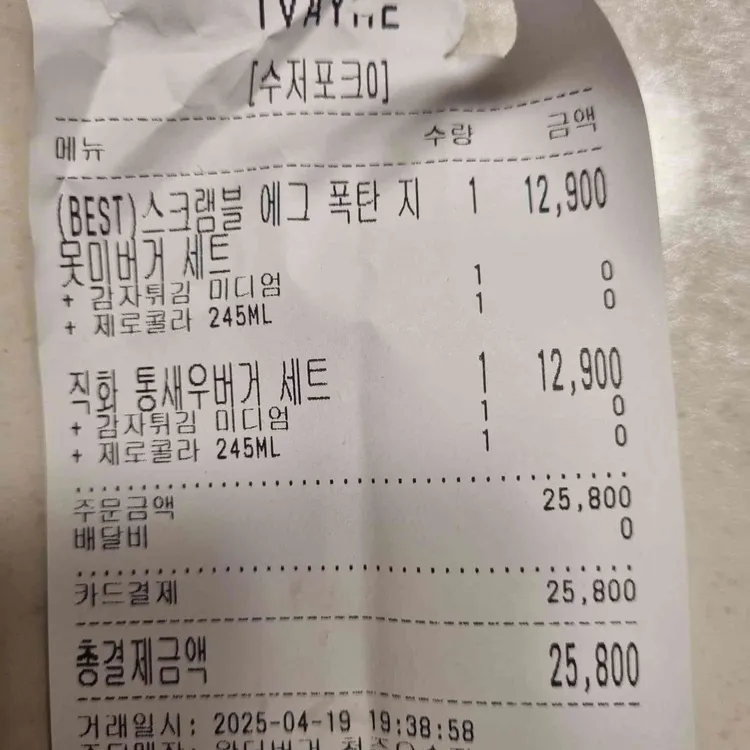 [수저포크0]
메뉴 수량 금액
(BEST)스크램블 에그 폭탄 지 1 12,900
못미버거 세트
+ 감자튀김 미디엄 1 0
+ 제로콜라 245ML 1 0
직화 통새우버거 세트 1 12,900
+ 감자튀김 미디엄 1 0
+ 제로콜라 245ML 1 0
주문금액 25,800
배달비 0
카드결제 25,800
총결제금액 25,800
거래일시: 2025-04-19 19:38:58